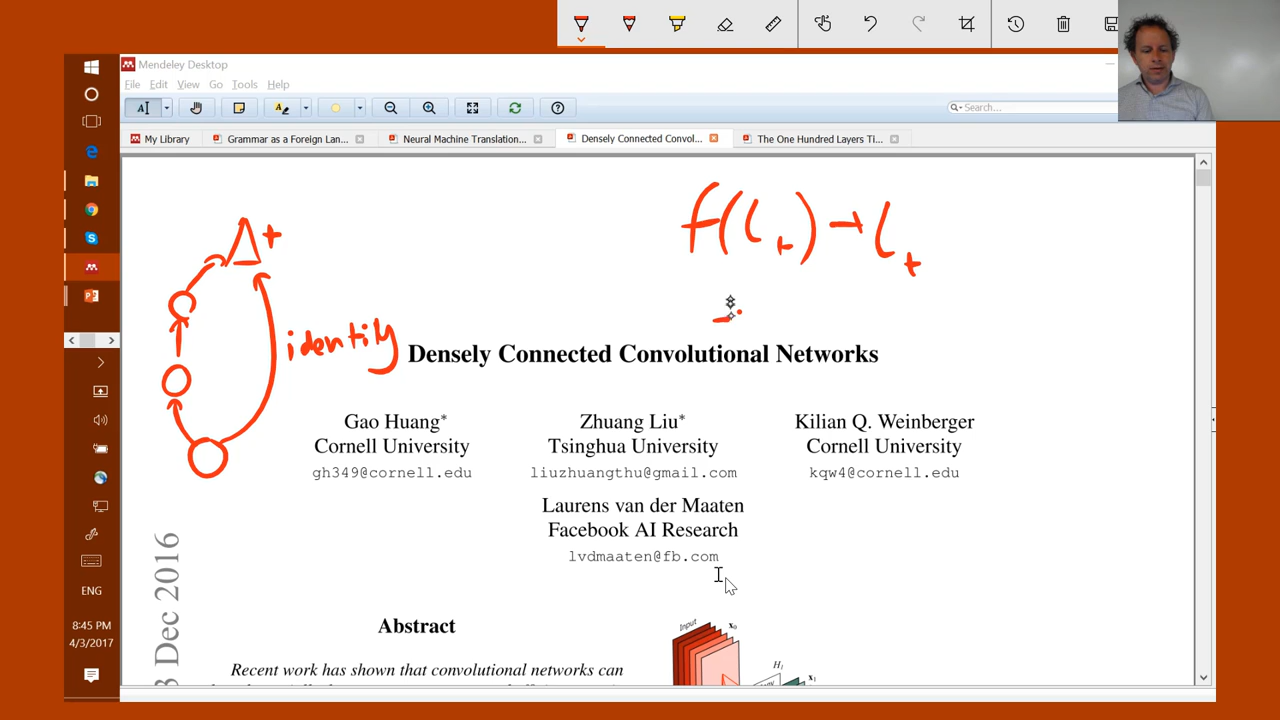 Mendeley Desktop
File Edit View Go Tools Help
Search...
My Library
Grammar as a Foreign Lan...
Neural Machine Translation...
Densely Connected Convol...
The One Hundred Layers Ti...
Δ+
f(l_t) + l_t
identity
Densely Connected Convolutional Networks
Gao Huang*
Cornell University
gh349@cornell.edu
Zhuang Liu*
Tsinghua University
liuzhuangthu@gmail.com
Kilian Q. Weinberger
Cornell University
kqw4@cornell.edu
Laurens van der Maaten
Facebook AI Research
lvdmaaten@fb.com
Dec 2016
Abstract
Recent work has shown that convolutional networks can
Input
x0
H1
x1
ENG
8:45 PM
4/3/2017